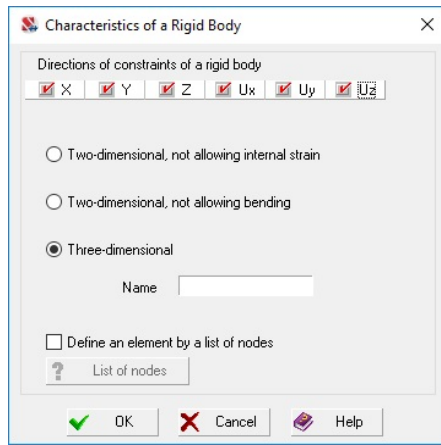 Characteristics of a Rigid Body
Directions of constraints of a rigid body
X Y Z Ux Uy Uz
Two-dimensional, not allowing internal strain
Two-dimensional, not allowing bending
Three-dimensional
Name
Define an element by a list of nodes
? List of nodes
OK Cancel Help